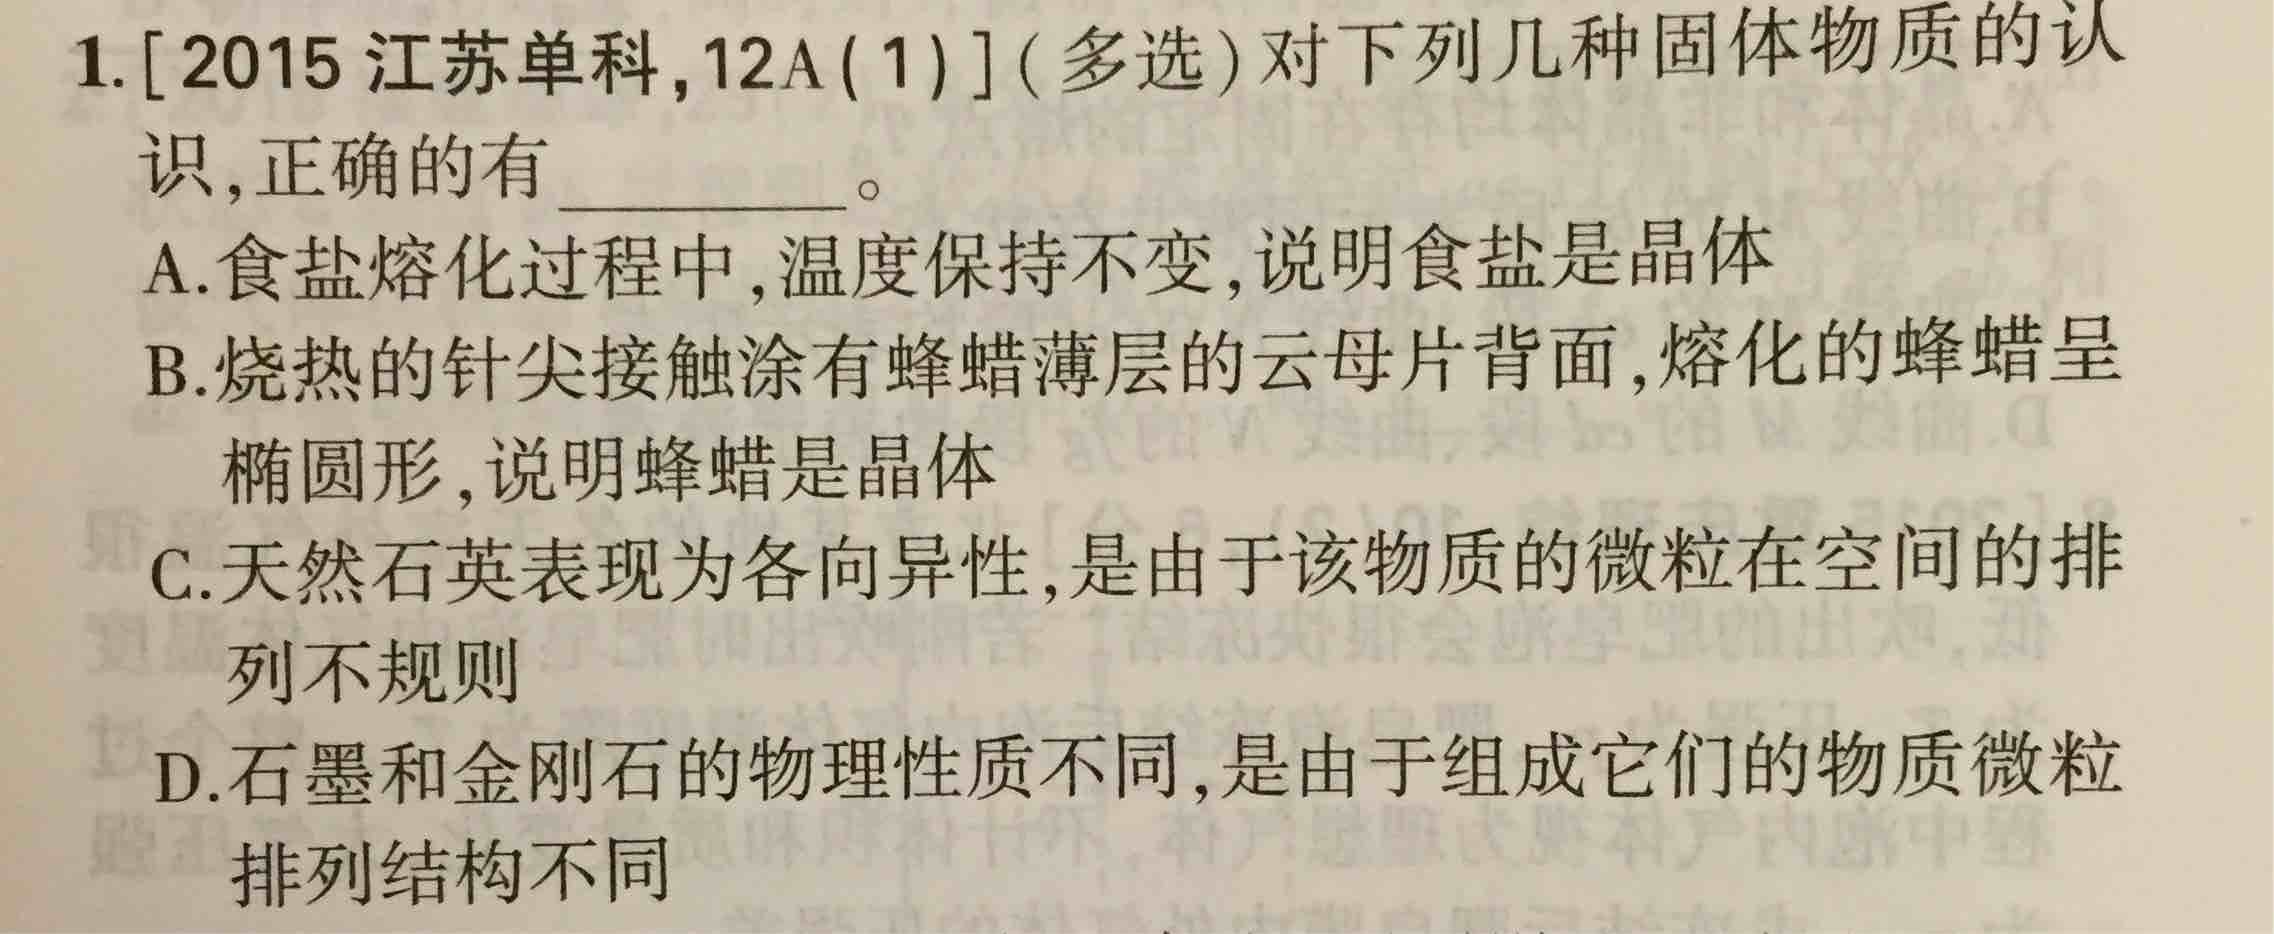 1.[2015江苏单科,12A(1)](多选)对下列几种固体物质的认
识,正确的有________。
A.食盐熔化过程中,温度保持不变,说明食盐是晶体
B.烧热的针尖接触涂有蜂蜡薄层的云母片背面,熔化的蜂蜡呈
椭圆形,说明蜂蜡是晶体
C.天然石英表现为各向异性,是由于该物质的微粒在空间的排
列不规则
D.石墨和金刚石的物理性质不同,是由于组成它们的物质微粒
排列结构不同